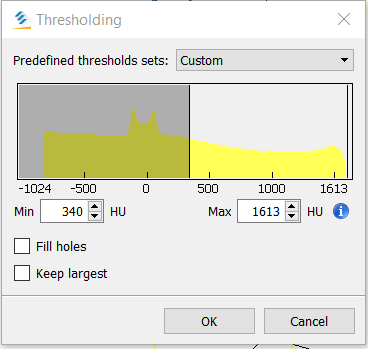 Thresholding
Predefined thresholds sets: Custom
-1024 -500 0 500 1000 1613
Min 340 HU Max 1613 HU i
Fill holes
Keep largest
OK Cancel